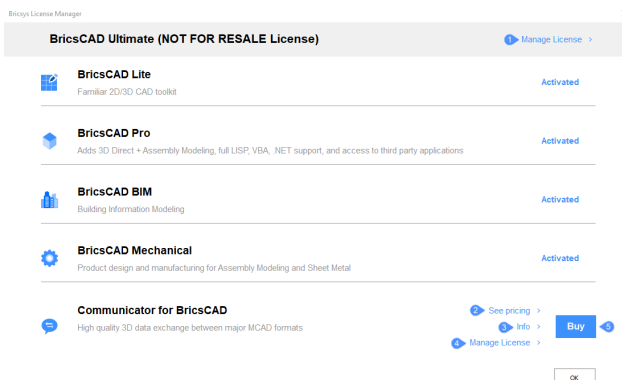 Bricsys License Manager
BricsCAD Ultimate (NOT FOR RESALE License)
1 Manage License >
BricsCAD Lite
Familiar 2D/3D CAD toolkit
Activated
BricsCAD Pro
Adds 3D Direct + Assembly Modeling, full LISP, VBA, .NET support, and access to third party applications
Activated
BricsCAD BIM
Building Information Modeling
Activated
BricsCAD Mechanical
Product design and manufacturing for Assembly Modeling and Sheet Metal
Activated
Communicator for BricsCAD
High quality 3D data exchange between major MCAD formats
2 See pricing >
3 Info >
4 Manage License >
Buy 5
OK